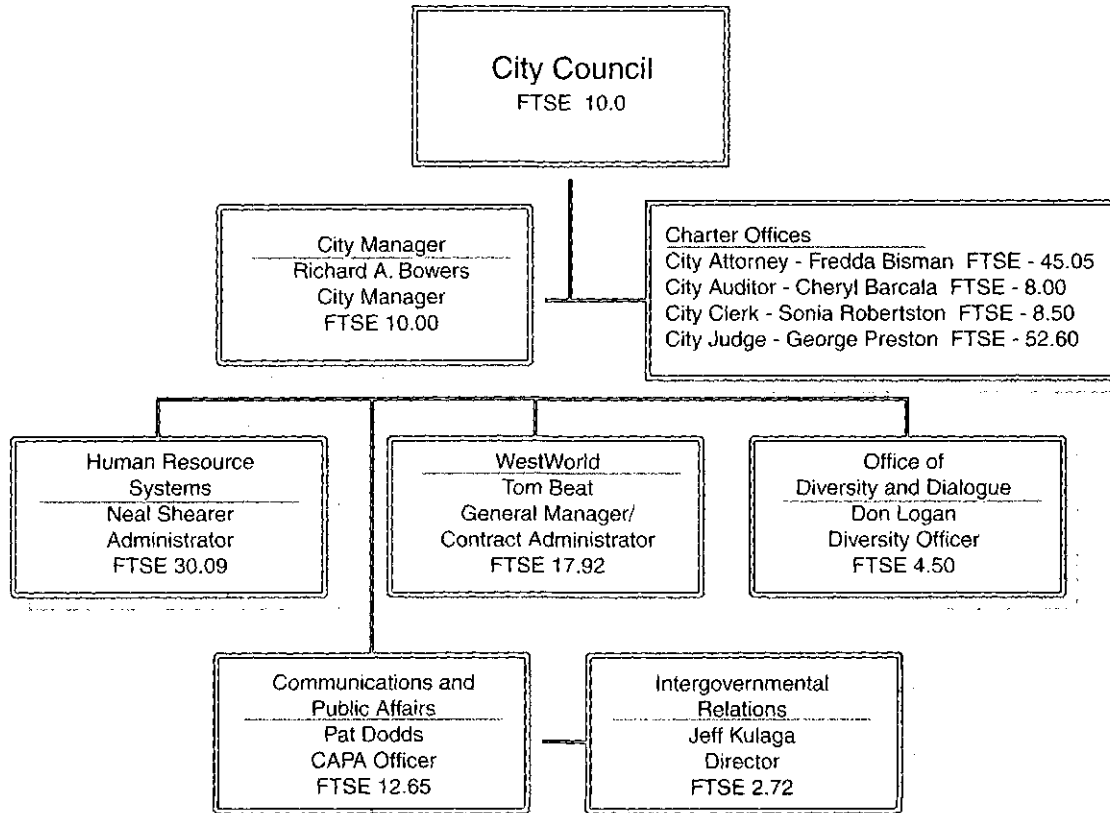 City Council
FTSE 10.0
City Manager
Richard A. Bowers
City Manager
FTSE 10.00
Charter Offices
City Attorney - Fredda Bisman FTSE - 45.05
City Auditor - Cheryl Barcala FTSE - 8.00
City Clerk - Sonia Robertston FTSE - 8.50
City Judge - George Preston FTSE - 52.60
Human Resource
Systems
Neal Shearer
Administrator
FTSE 30.09
WestWorld
Tom Beat
General Manager/
Contract Administrator
FTSE 17.92
Office of
Diversity and Dialogue
Don Logan
Diversity Officer
FTSE 4.50
Communications and
Public Affairs
Pat Dodds
CAPA Officer
FTSE 12.65
Intergovernmental
Relations
Jeff Kulaga
Director
FTSE 2.72